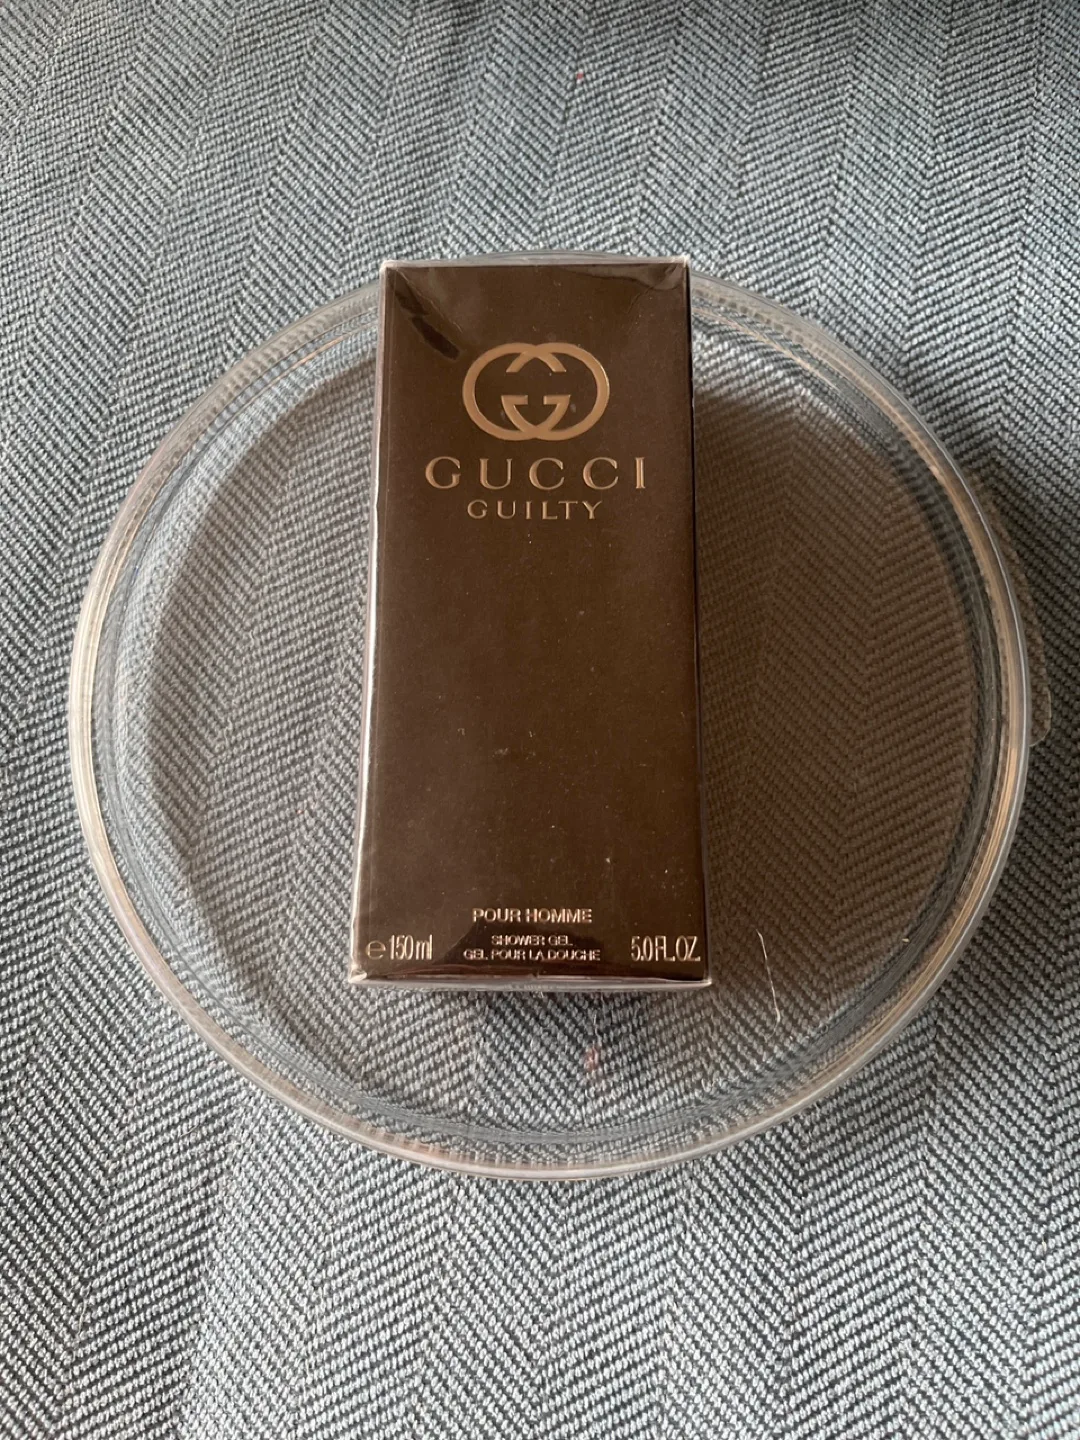 GUCCI
GUILTY
POUR HOMME
SHOWER GEL
GEL POUR LA DOUCHE
℮150 ml
5.0 FL. OZ.